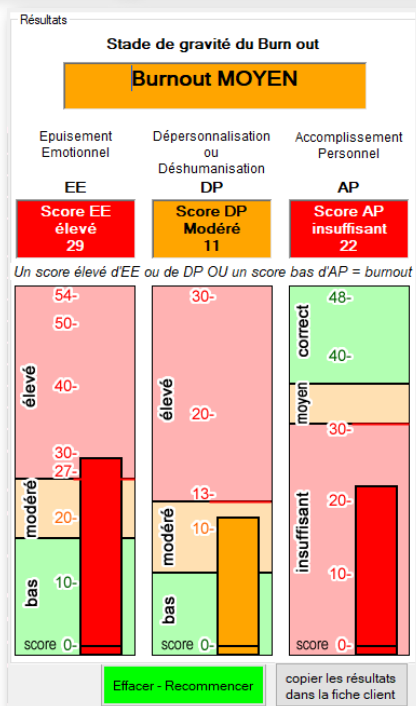 Résultats
Stade de gravité du Burn out
Burnout MOYEN
Epuisement
Emotionnel
EE
Score EE
élevé
29
Dépersonnalisation
ou
Déshumanisation
DP
Score DP
Modéré
11
Accomplissement
Personnel
AP
Score AP
insuffisant
22
Un score élevé d'EE ou de DP OU un score bas d'AP = burnout
54-
50-
40-
30-
27-
20-
10-
score 0-
élevé
modéré
bas
30-
20-
13-
10-
score 0-
élevé
modéré
bas
48-
40-
30-
20-
10-
score 0-
correct
moyen
insuffisant
Effacer - Recommencer
copier les résultats
dans la fiche client